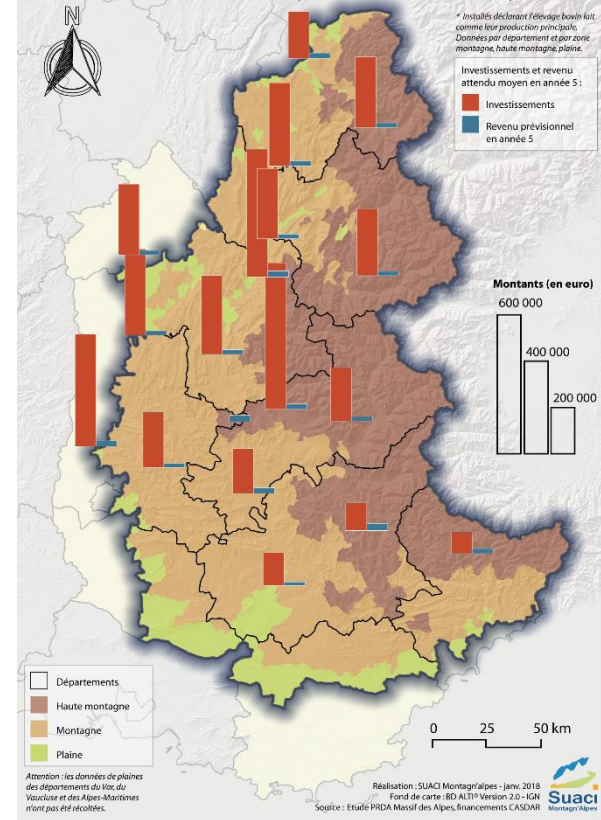 N
* Installés déclarant l'élevage bovin lait
comme leur production principale.
Données par département et par zone
montagne, haute montagne, plaine.
Investissements et revenu
attendu moyen en année 5 :
Investissements
Revenu prévisionnel
en année 5
Montants (en euro)
600 000
400 000
200 000
Départements
Haute montagne
Montagne
Plaine
0 25 50 km
Attention : les données de plaines
des départements du Var, du
Vaucluse et des Alpes-Maritimes
n'ont pas été récoltées.
Réalisation : SUACI Montagn'alpes - janv. 2018
Fond de carte : BD ALTI® Version 2.0 - IGN
Source : Etude PRDA Massif des Alpes, financements CASDAR
Suaci
Montagn'Alpes